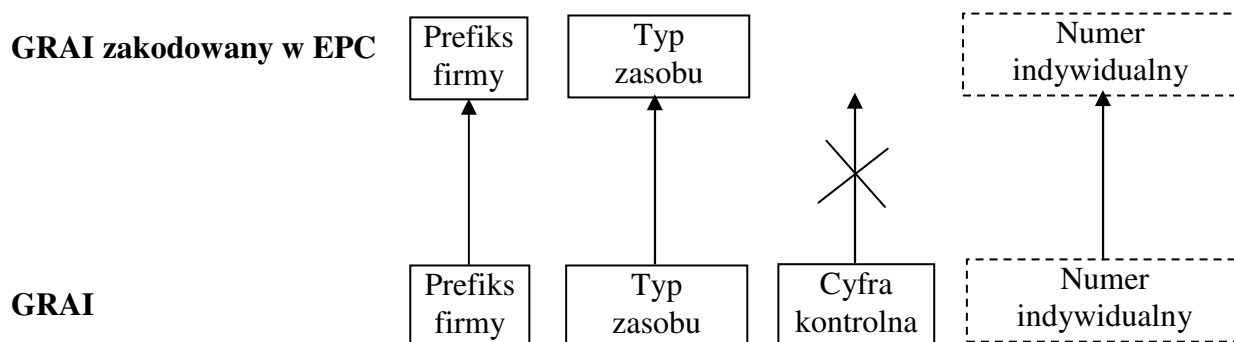 GRAI zakodowany w EPC
Prefiks
firmy
Typ
zasobu
Numer
indywidualny
GRAI
Prefiks
firmy
Typ
zasobu
Cyfra
kontrolna
Numer
indywidualny